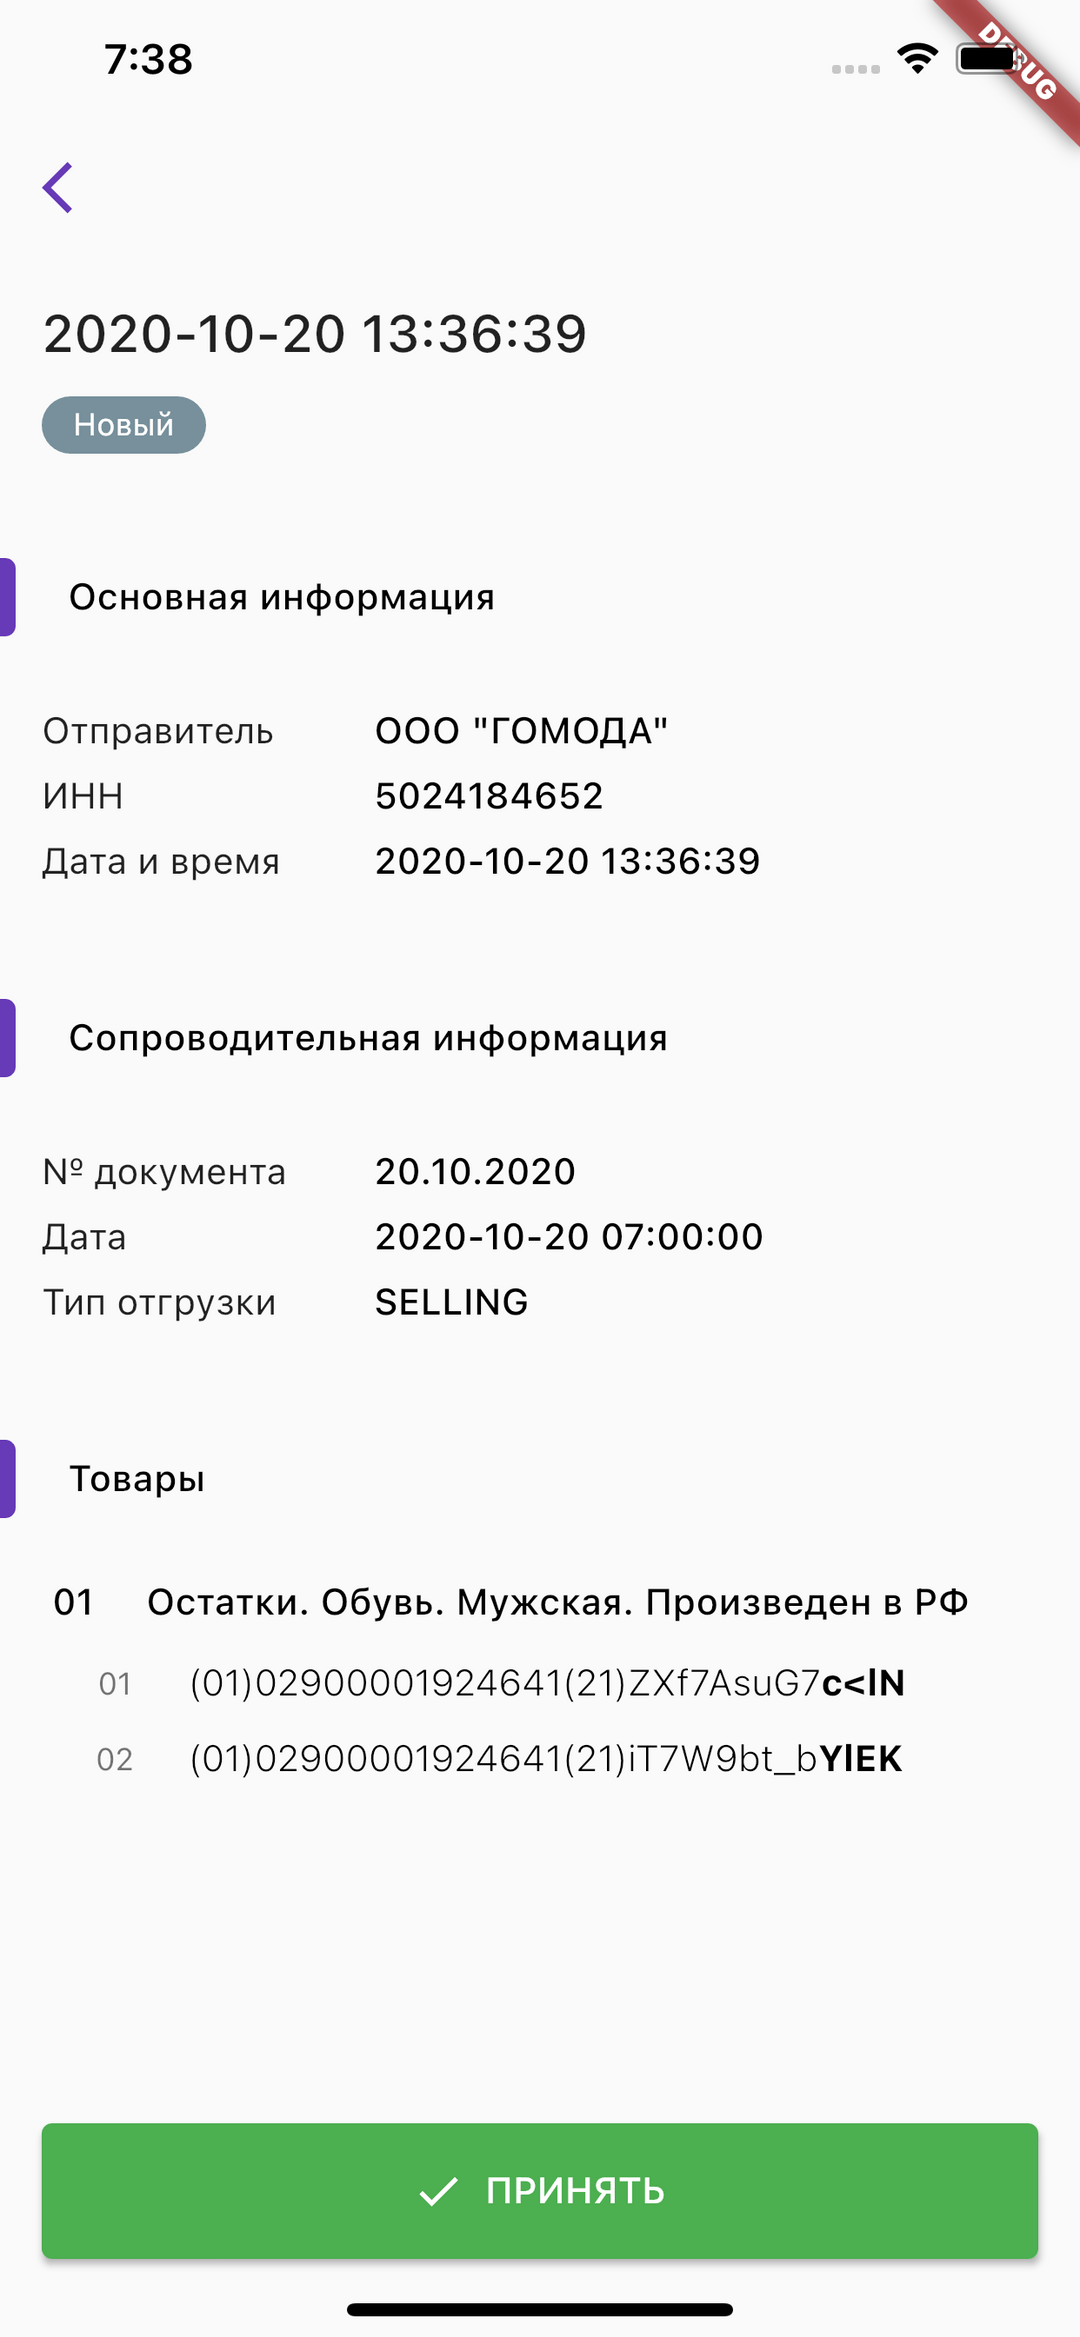 7:38
DEBUG
2020-10-20 13:36:39
Новый
Основная информация
Отправитель ООО "ГОМОДА"
ИНН 5024184652
Дата и время 2020-10-20 13:36:39
Сопроводительная информация
№ документа 20.10.2020
Дата 2020-10-20 07:00:00
Тип отгрузки SELLING
Товары
01 Остатки. Обувь. Мужская. Произведен в РФ
01 (01)02900001924641(21)ZXf7AsuG7c<lN
02 (01)02900001924641(21)iT7W9bt_bYlEK
ПРИНЯТЬ